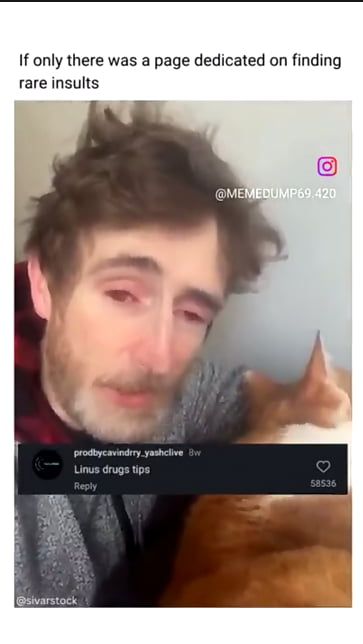 If only there was a page dedicated on finding
rare insults
@MEMEDUMP69.420
prodbycavindrry_yashclive 8w
Linus drugs tips
Reply
58536
@sivarstock